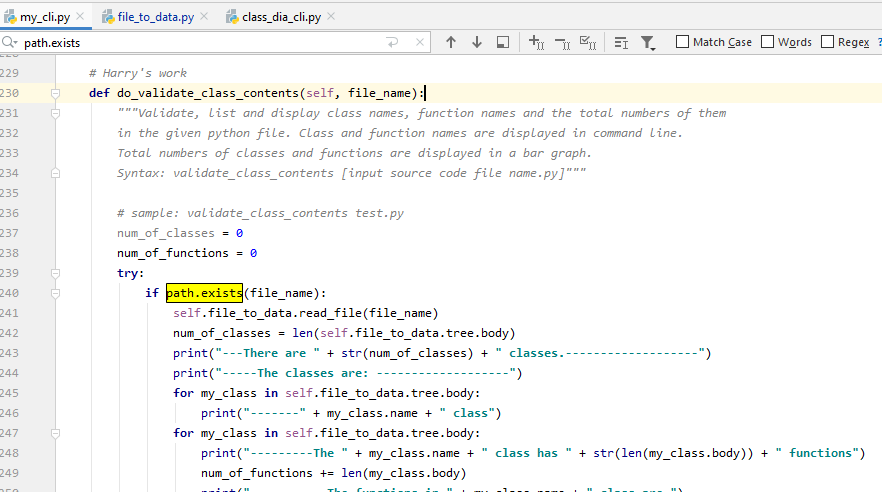 my_cli.py file_to_data.py class_dia_cli.py
path.exists Match Case Words Regex ?
229 # Harry's work
230 def do_validate_class_contents(self, file_name):
231 """Validate, list and display class names, function names and the total numbers of them
232 in the given python file. Class and function names are displayed in command line.
233 Total numbers of classes and functions are displayed in a bar graph.
234 Syntax: validate_class_contents [input source code file name.py]"""
235
236 # sample: validate_class_contents test.py
237 num_of_classes = 0
238 num_of_functions = 0
239 try:
240 if path.exists(file_name):
241 self.file_to_data.read_file(file_name)
242 num_of_classes = len(self.file_to_data.tree.body)
243 print("---There are " + str(num_of_classes) + " classes.-------------------")
244 print("-----The classes are: -------------------")
245 for my_class in self.file_to_data.tree.body:
246 print("-------" + my_class.name + " class")
247 for my_class in self.file_to_data.tree.body:
248 print("---------The " + my_class.name + " class has " + str(len(my_class.body)) + " functions")
249 num_of_functions += len(my_class.body)
print("-----------The functions in " + my_class.name + " class are ")